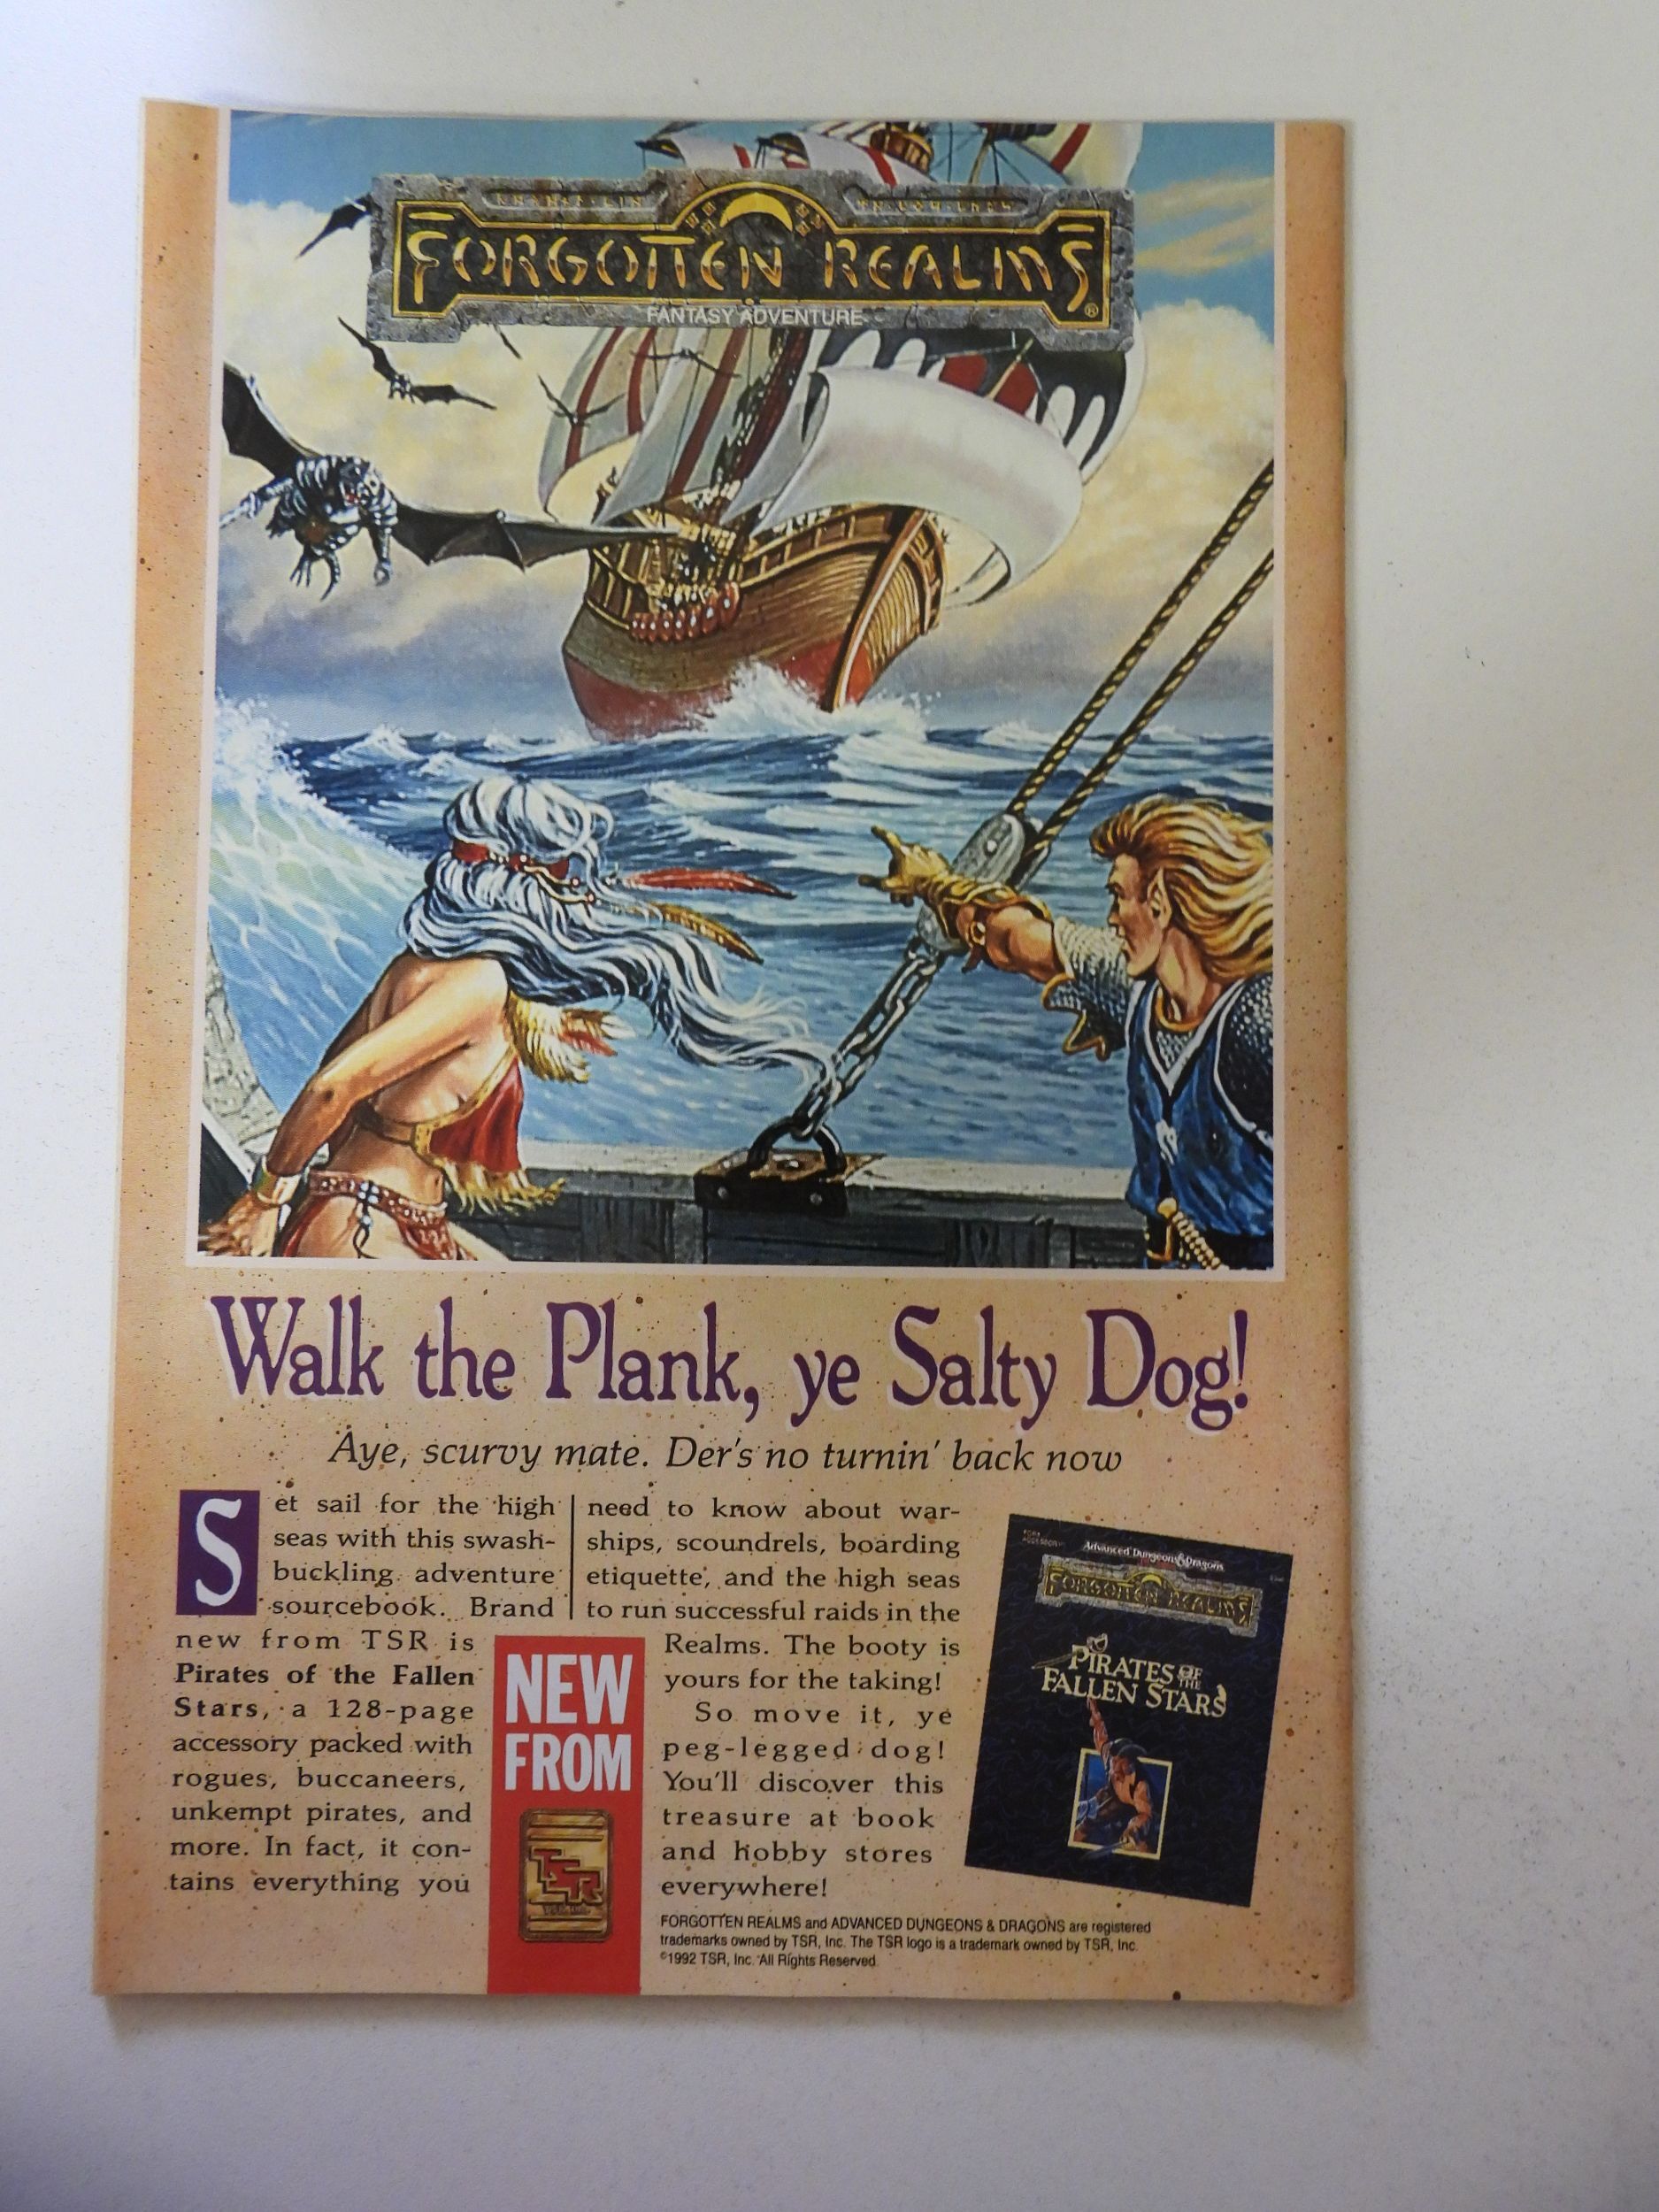 FORGOTTEN REALMS®
FANTASY ADVENTURE
Walk the Plank, ye Salty Dog!
Aye, scurvy mate. Der's no turnin' back now
Set sail for the high
seas with this swash-
buckling adventure
sourcebook. Brand
new from TSR is
Pirates of the Fallen
Stars, a 128-page
accessory packed with
rogues, buccaneers,
unkempt pirates, and
more. In fact, it con-
tains everything you
need to know about war-
ships, scoundrels, boarding
etiquette, and the high seas
to run successful raids in the
Realms. The booty is
yours for the taking!
So move it, ye
peg-legged dog!
You'll discover this
treasure at book
and hobby stores
everywhere!
NEW
FROM
TSR
Advanced Dungeons & Dragons
FORGOTTEN REALMS
PIRATES OF
THE
FALLEN STARS
FORGOTTEN REALMS and ADVANCED DUNGEONS & DRAGONS are registered
trademarks owned by TSR, Inc. The TSR logo is a trademark owned by TSR, Inc.
©1992 TSR, Inc. All Rights Reserved.